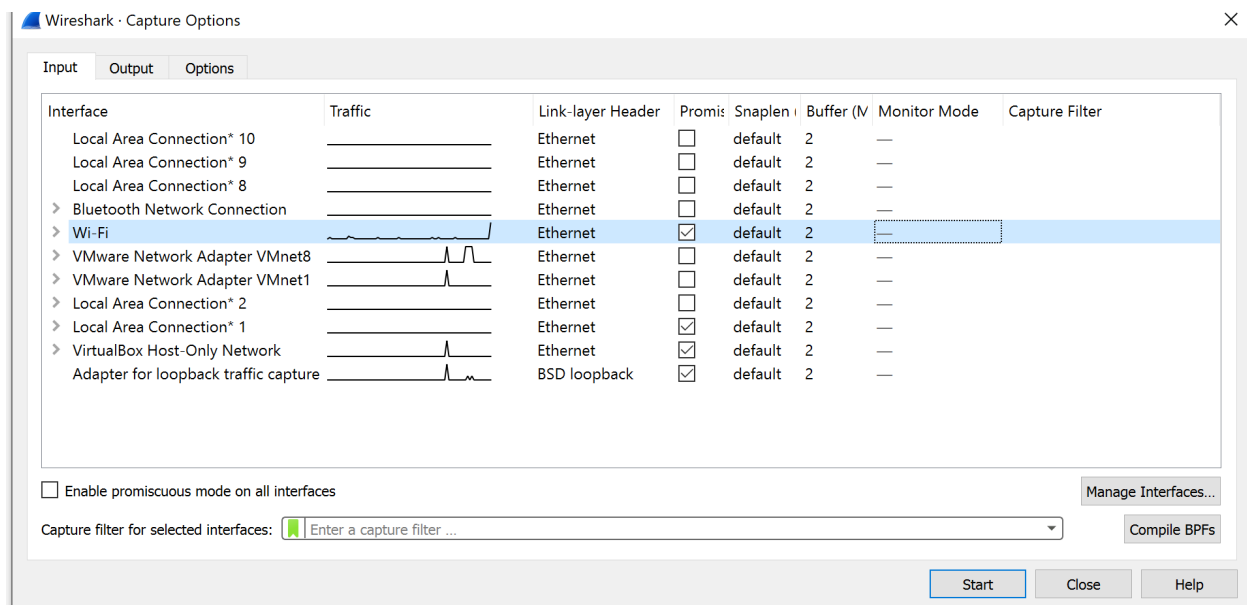 Wireshark · Capture Options
Input Output Options
Interface Traffic Link-layer Header Promis Snaplen ( Buffer (M Monitor Mode Capture Filter
Local Area Connection* 10 Ethernet default 2 —
Local Area Connection* 9 Ethernet default 2 —
Local Area Connection* 8 Ethernet default 2 —
Bluetooth Network Connection Ethernet default 2 —
Wi-Fi Ethernet default 2 —
VMware Network Adapter VMnet8 Ethernet default 2 —
VMware Network Adapter VMnet1 Ethernet default 2 —
Local Area Connection* 2 Ethernet default 2 —
Local Area Connection* 1 Ethernet default 2 —
VirtualBox Host-Only Network Ethernet default 2 —
Adapter for loopback traffic capture BSD loopback default 2 —
Enable promiscuous mode on all interfaces Manage Interfaces...
Capture filter for selected interfaces: Enter a capture filter ... Compile BPFs
Start Close Help